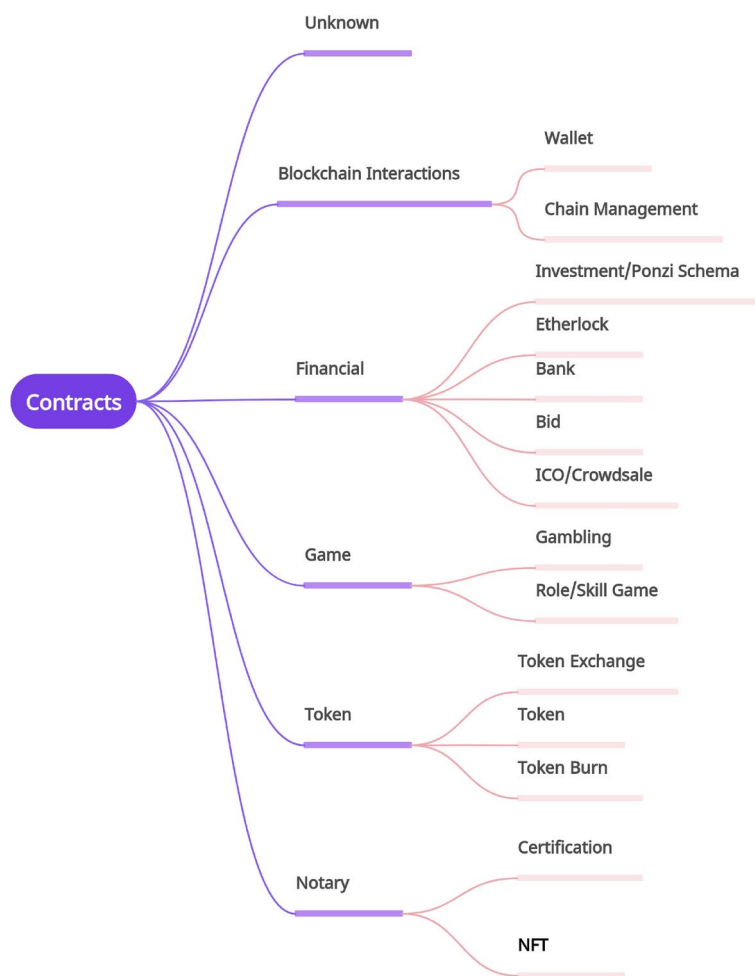 Unknown
Blockchain Interactions
Wallet
Chain Management
Contracts
Financial
Investment/Ponzi Schema
Etherlock
Bank
Bid
ICO/Crowdsale
Game
Gambling
Role/Skill Game
Token
Token Exchange
Token
Token Burn
Notary
Certification
NFT